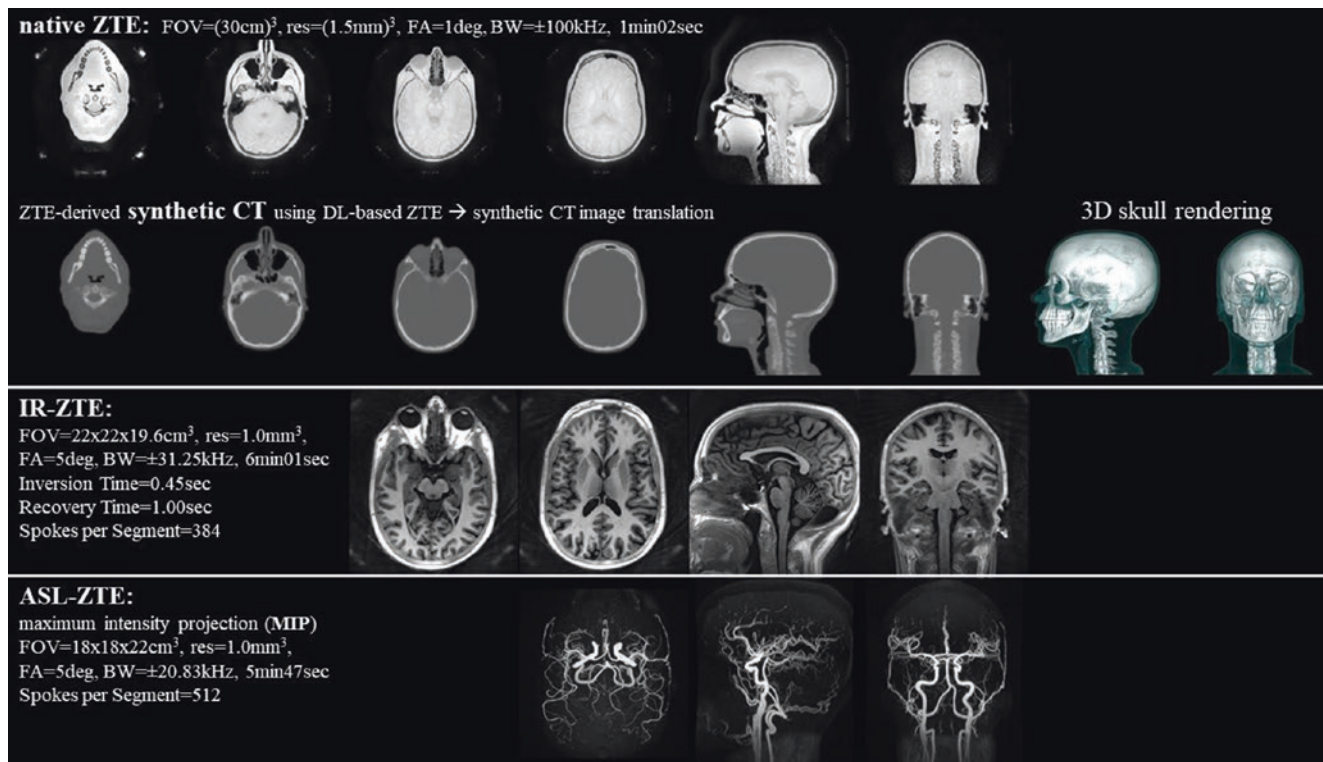 native ZTE: FOV=(30cm)³, res=(1.5mm)³, FA=1deg, BW=±100kHz, 1min02sec
ZTE-derived synthetic CT using DL-based ZTE → synthetic CT image translation
3D skull rendering
IR-ZTE:
FOV=22x22x19.6cm³, res=1.0mm³,
FA=5deg, BW=±31.25kHz, 6min01sec
Inversion Time=0.45sec
Recovery Time=1.00sec
Spokes per Segment=384
ASL-ZTE:
maximum intensity projection (MIP)
FOV=18x18x22cm³, res=1.0mm³,
FA=5deg, BW=±20.83kHz, 5min47sec
Spokes per Segment=512